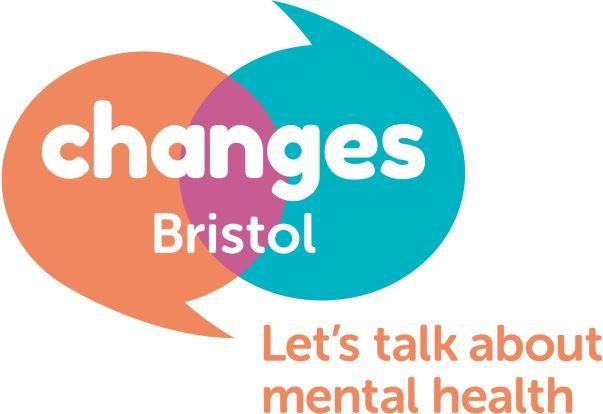 changes
Bristol
Let's talk about
mental health